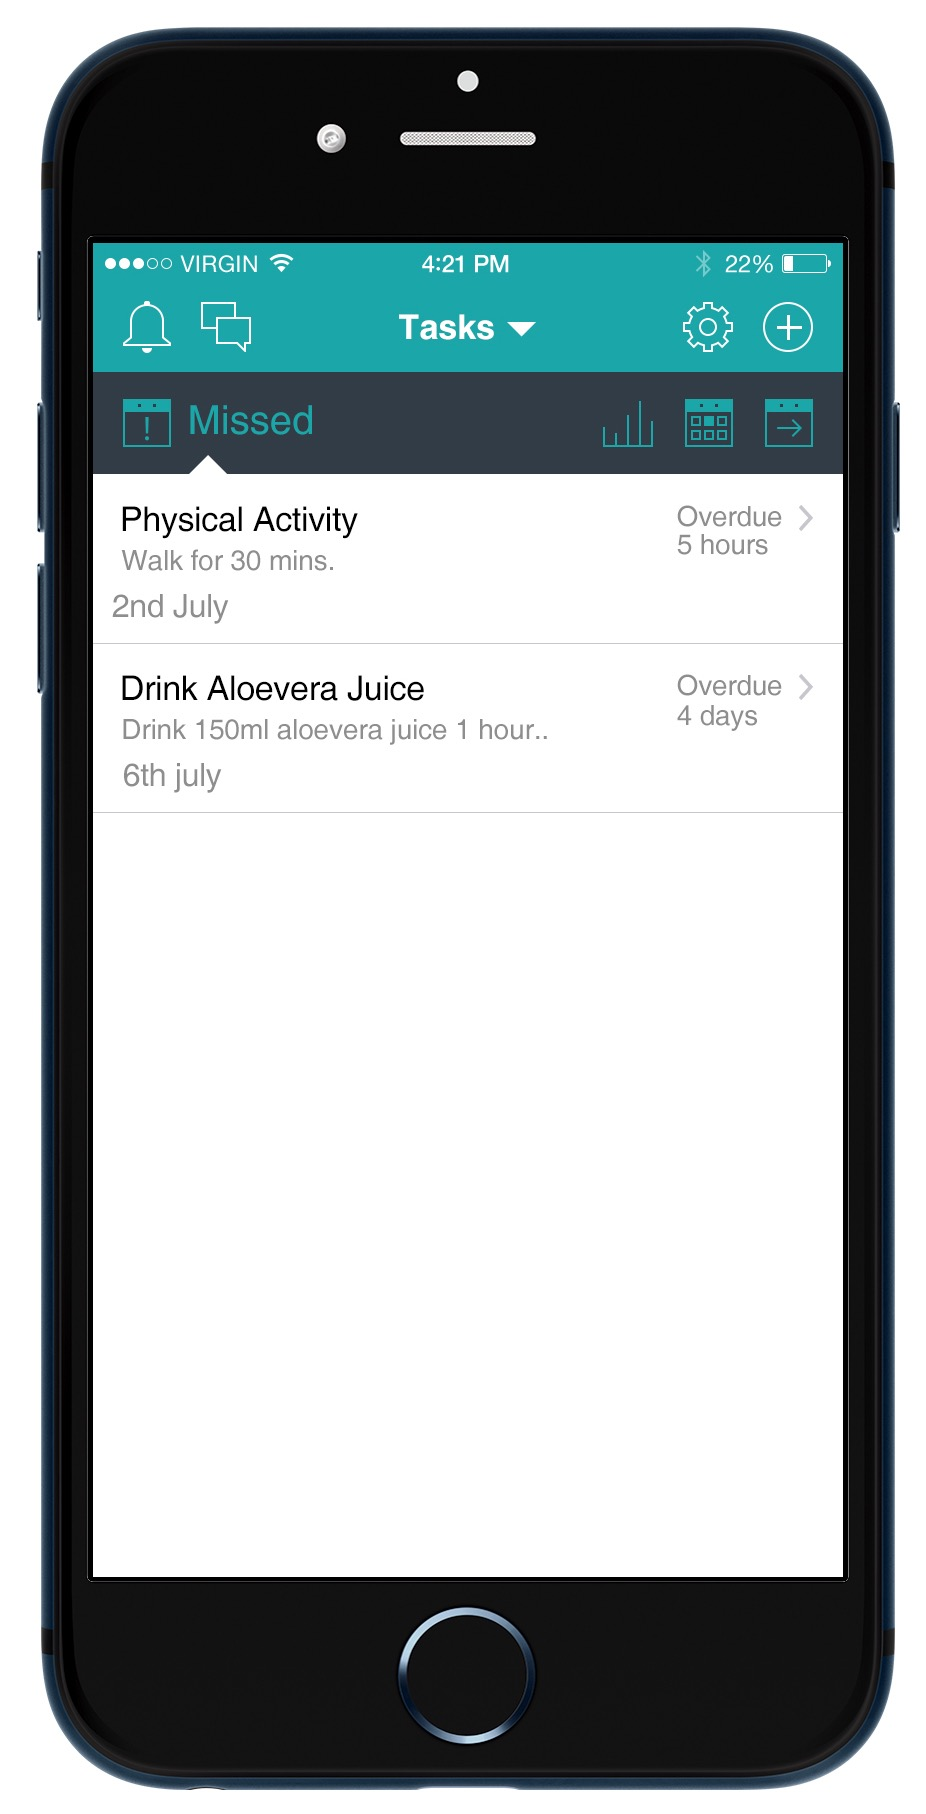 VIRGIN 4:21 PM 22%
Tasks
Missed
Physical Activity
Overdue
5 hours
Walk for 30 mins.
2nd July
Drink Aloevera Juice
Overdue
4 days
Drink 150ml aloevera juice 1 hour..
6th july